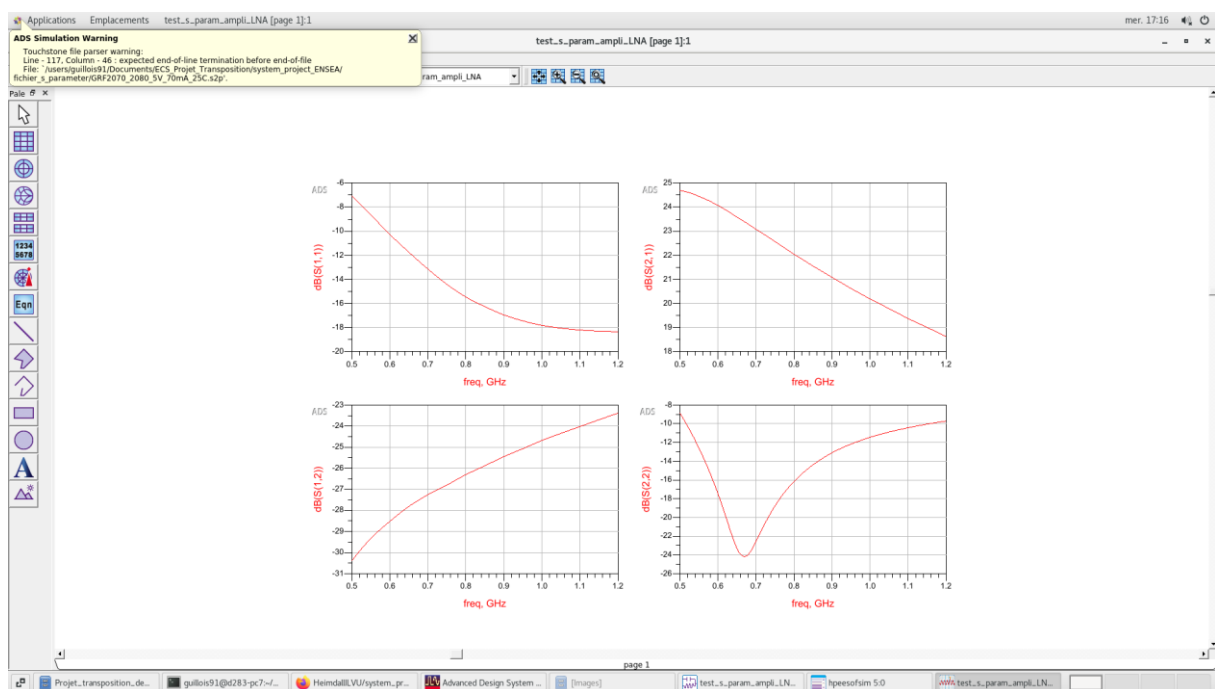 Applications Emplacements test_s_param_ampli_LNA [page 1]:1 mer. 17:16
ADS Simulation Warning
Touchstone file parser warning:
Line - 117, Column - 46 : expected end-of-line termination before end-of-file
File: `/users/guillois91/Documents/ECS_Projet_Transposition/system_project_ENSEA/
fichier_s_parameter/GRF2070_2080_5V_70mA_25C.s2p'.
test_s_param_ampli_LNA [page 1]:1
ram_ampli_LNA
Pale
1234
5678
Eqn
A
ADS
dB(S(1,1))
-6
-8
-10
-12
-14
-16
-18
-20
0.5 0.6 0.7 0.8 0.9 1.0 1.1 1.2
freq, GHz
ADS
dB(S(2,1))
25
24
23
22
21
20
19
18
0.5 0.6 0.7 0.8 0.9 1.0 1.1 1.2
freq, GHz
ADS
dB(S(1,2))
-23
-24
-25
-26
-27
-28
-29
-30
-31
0.5 0.6 0.7 0.8 0.9 1.0 1.1 1.2
freq, GHz
ADS
dB(S(2,2))
-8
-10
-12
-14
-16
-18
-20
-22
-24
-26
0.5 0.6 0.7 0.8 0.9 1.0 1.1 1.2
freq, GHz
page 1
Projet_transposition_de... guillois91@d283-pc7:~/... HeimdallLVU/system_pr... Advanced Design System ... [Images] test_s_param_ampli_LN... hpeesofsim 5:0 test_s_param_ampli_LN...